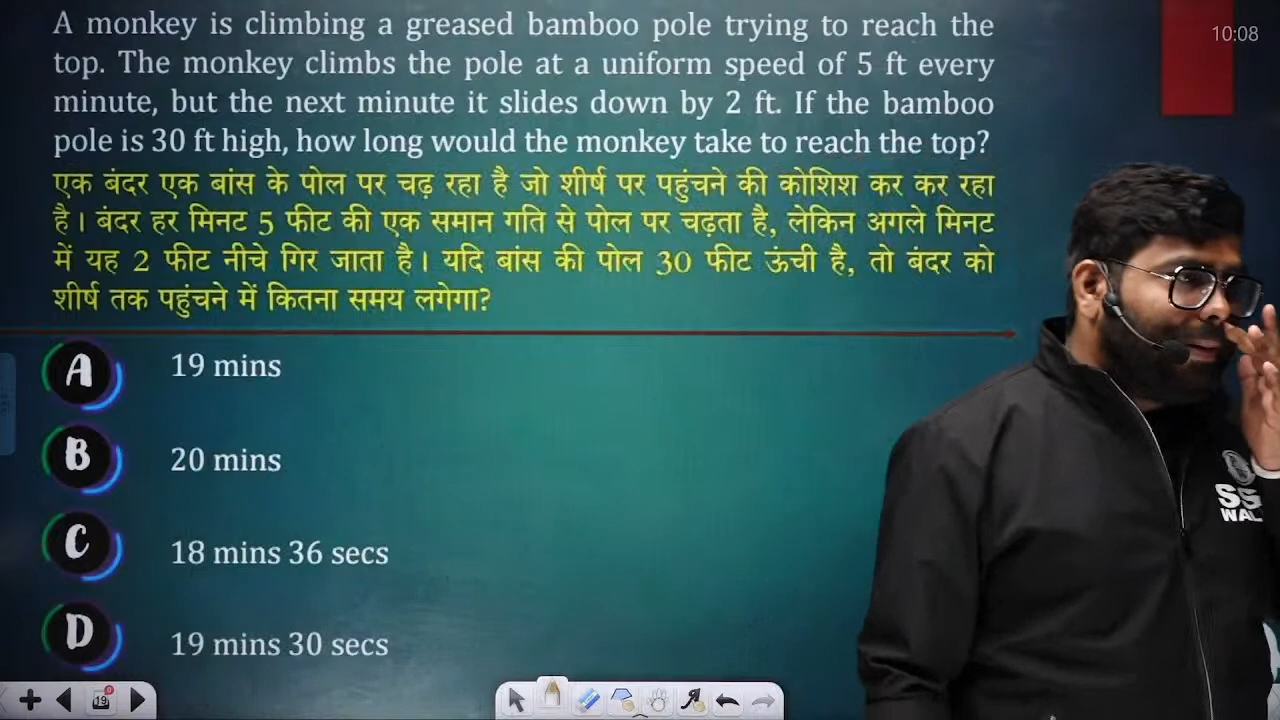 A monkey is climbing a greased bamboo pole trying to reach the
top. The monkey climbs the pole at a uniform speed of 5 ft every
minute, but the next minute it slides down by 2 ft. If the bamboo
pole is 30 ft high, how long would the monkey take to reach the top?
एक बंदर एक बांस के पोल पर चढ़ रहा है जो शीर्ष पर पहुंचने की कोशिश कर कर रहा
है। बंदर हर मिनट 5 फीट की एक समान गति से पोल पर चढ़ता है, लेकिन अगले मिनट
में यह 2 फीट नीचे गिर जाता है। यदि बांस की पोल 30 फीट ऊंची है, तो बंदर को
शीर्ष तक पहुंचने में कितना समय लगेगा?
A 19 mins
B 20 mins
C 18 mins 36 secs
D 19 mins 30 secs
10:08
SS
WAL
19